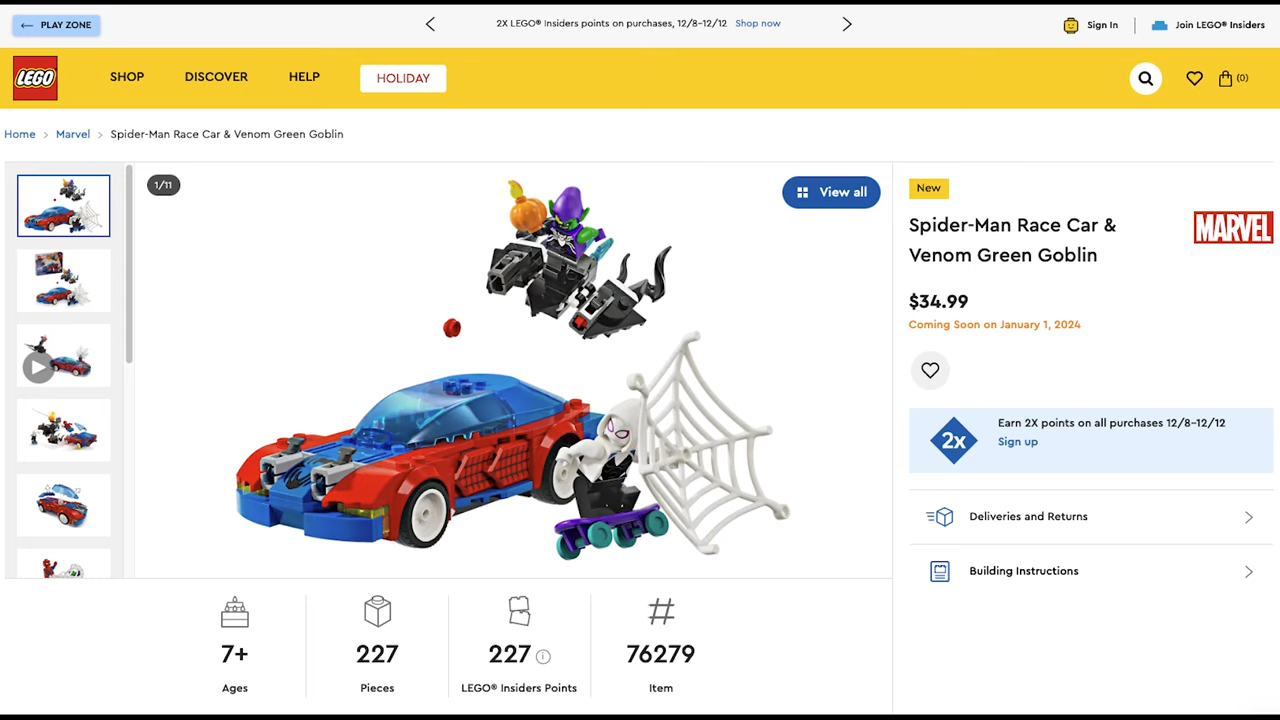 PLAY ZONE
2X LEGO® Insiders points on purchases, 12/8-12/12 Shop now
Sign In
Join LEGO® Insiders
LEGO
SHOP
DISCOVER
HELP
HOLIDAY
(0)
Home > Marvel > Spider-Man Race Car & Venom Green Goblin
1/11
View all
New
Spider-Man Race Car &
Venom Green Goblin
MARVEL
$34.99
Coming Soon on January 1, 2024
2x
Earn 2X points on all purchases 12/8-12/12
Sign up
Deliveries and Returns
Building Instructions
7+
Ages
227
Pieces
227
LEGO® Insiders Points
#
76279
Item